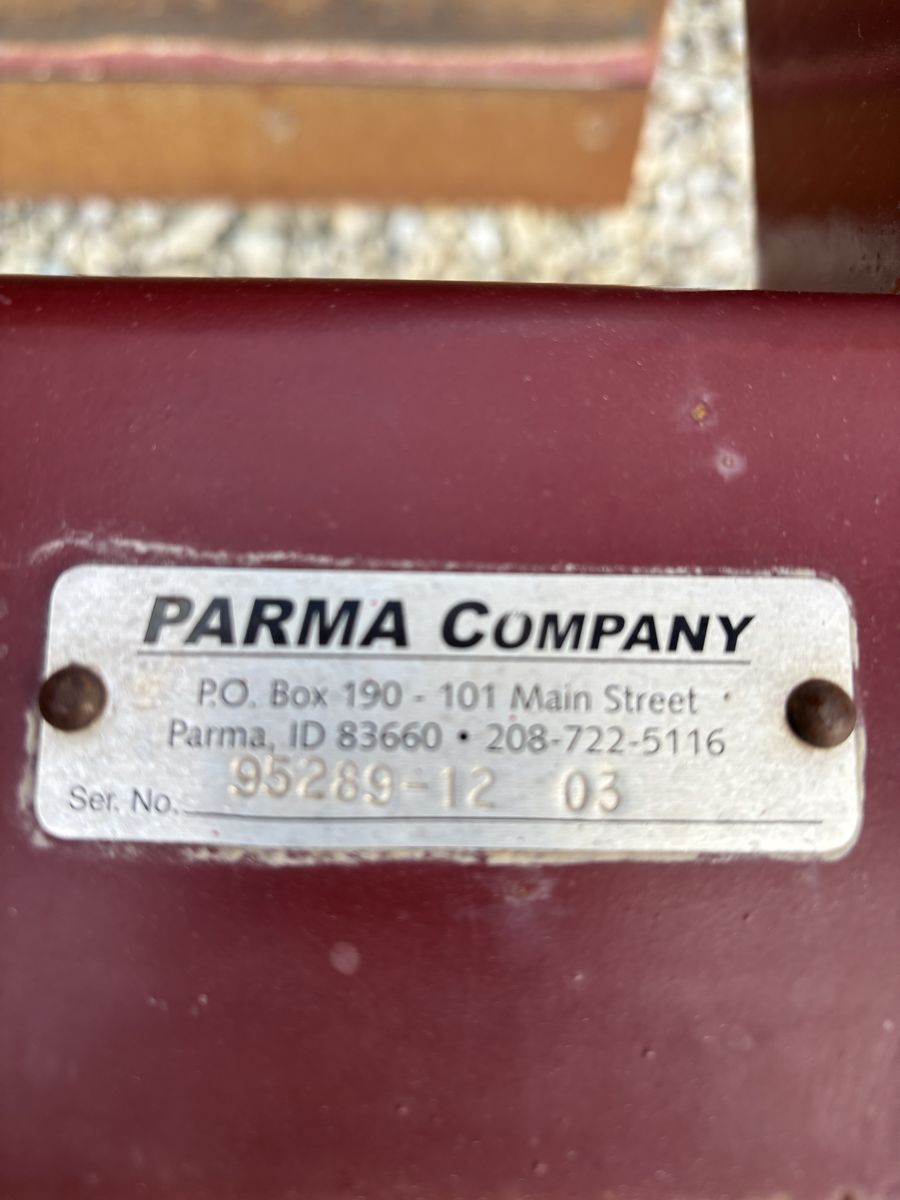 PARMA COMPANY
P.O. Box 190 - 101 Main Street
Parma, ID 83660 • 208-722-5116
Ser. No. 95289-12 03